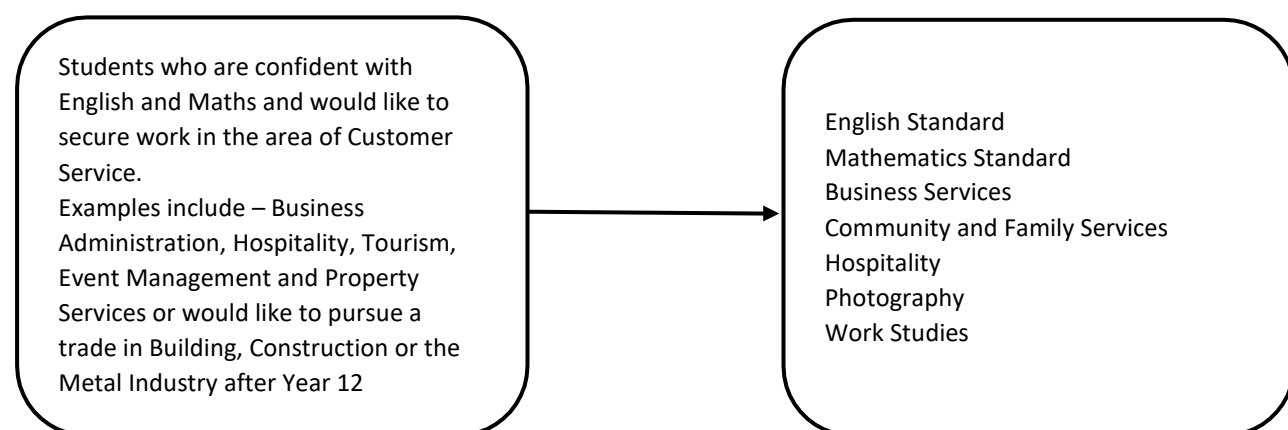 Students who are confident with
English and Maths and would like to
secure work in the area of Customer
Service.
Examples include – Business
Administration, Hospitality, Tourism,
Event Management and Property
Services or would like to pursue a
trade in Building, Construction or the
Metal Industry after Year 12
English Standard
Mathematics Standard
Business Services
Community and Family Services
Hospitality
Photography
Work Studies